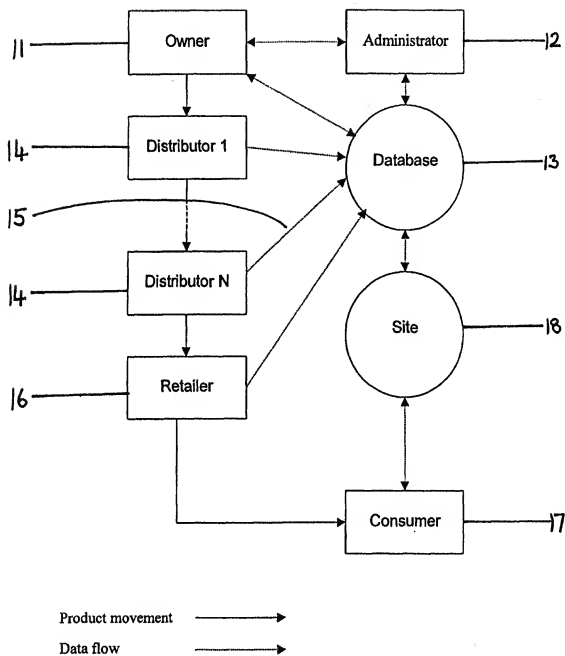 11 Owner Administrator 12
14 Distributor 1 Database 13
15
14 Distributor N
Site 18
16 Retailer
Consumer 17
Product movement
Data flow